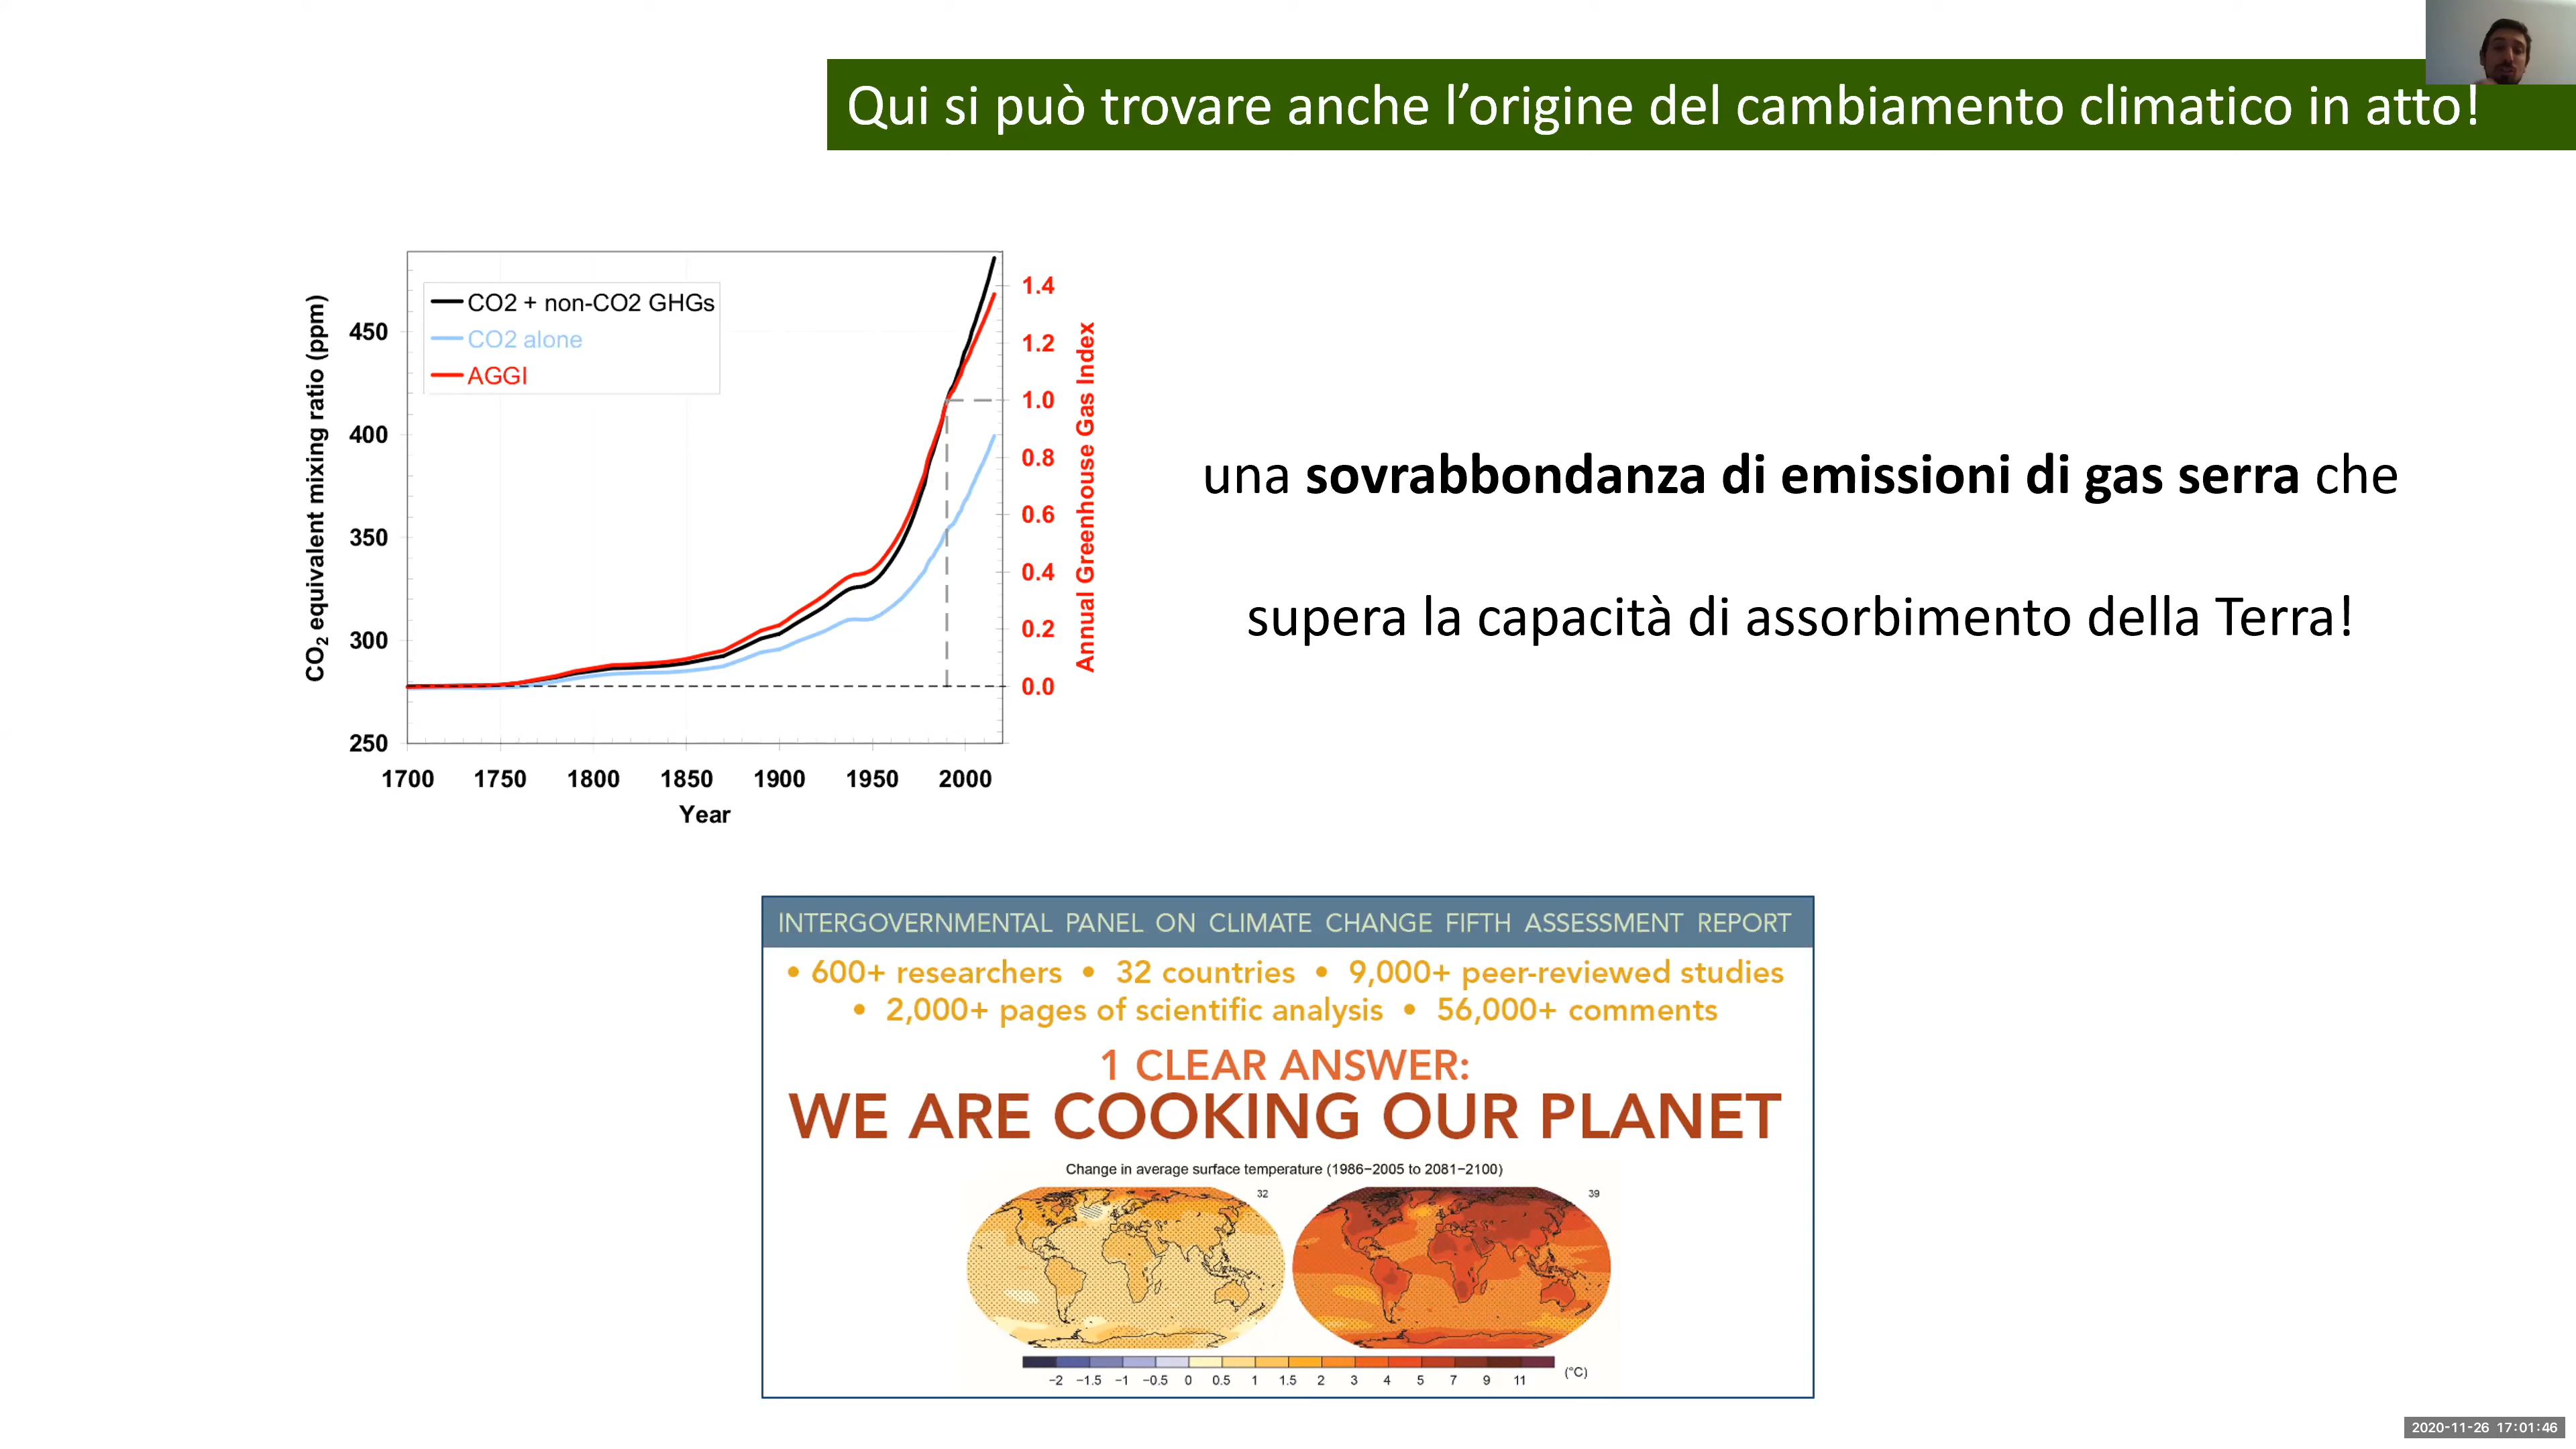 Qui si può trovare anche l’origine del cambiamento climatico in atto!
CO2 + non-CO2 GHGs
CO2 alone
AGGI
CO₂ equivalent mixing ratio (ppm)
450
400
350
300
250
1.4
1.2
1.0
0.8
0.6
0.4
0.2
0.0
Annual Greenhouse Gas Index
1700 1750 1800 1850 1900 1950 2000
Year
una sovrabbondanza di emissioni di gas serra che
supera la capacità di assorbimento della Terra!
INTERGOVERNMENTAL PANEL ON CLIMATE CHANGE FIFTH ASSESSMENT REPORT
• 600+ researchers • 32 countries • 9,000+ peer-reviewed studies
• 2,000+ pages of scientific analysis • 56,000+ comments
1 CLEAR ANSWER:
WE ARE COOKING OUR PLANET
Change in average surface temperature (1986−2005 to 2081−2100)
32
39
−2 −1.5 −1 −0.5 0 0.5 1 1.5 2 3 4 5 7 9 11 (°C)
2020-11-26 17:01:46